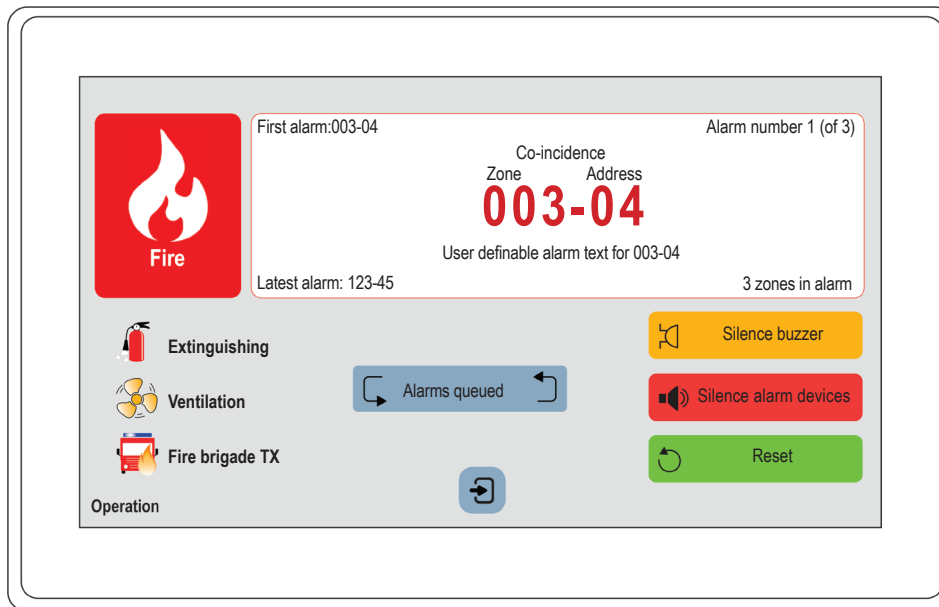 First alarm:003-04
Alarm number 1 (of 3)
Co-incidence
Zone Address
003-04
Fire
User definable alarm text for 003-04
Latest alarm: 123-45
3 zones in alarm
Extinguishing
Silence buzzer
Ventilation
Alarms queued
Silence alarm devices
Fire brigade TX
Reset
Operation